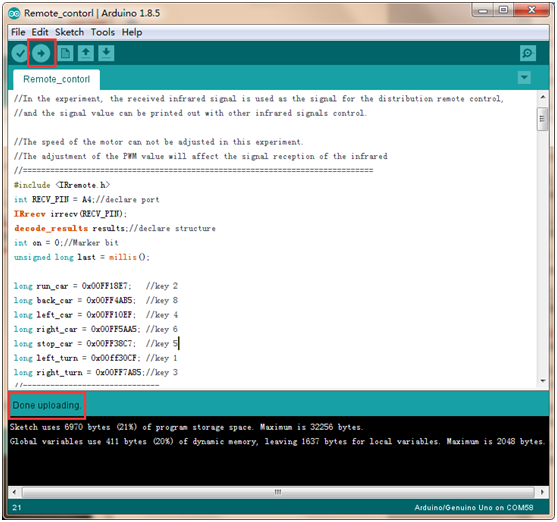 Remote_contorl | Arduino 1.8.5
File Edit Sketch Tools Help
Remote_contorl
//In the experiment, the received infrared signal is used as the signal for the distribution remote control,
//and the signal value can be printed out with other infrared signals control.
//The speed of the motor can not be adjusted in this experiment.
//The adjustment of the PWM value will affect the signal reception of the infrared
//==============================================================================
#include <IRremote.h>
int RECV_PIN = A4;//declare port
IRrecv irrecv(RECV_PIN);
decode_results results;//declare structure
int on = 0;//Marker bit
unsigned long last = millis();
long run_car = 0x00FF18E7; //key 2
long back_car = 0x00FF4AB5; //key 8
long left_car = 0x00FF10EF; //key 4
long right_car = 0x00FF5AA5; //key 6
long stop_car = 0x00FF38C7; //key 5
long left_turn = 0x00ff30CF; //key 1
long right_turn = 0x00FF7A85;//key 3
//==============================
Done uploading.
Sketch uses 6970 bytes (21%) of program storage space. Maximum is 32256 bytes.
Global variables use 411 bytes (20%) of dynamic memory, leaving 1637 bytes for local variables. Maximum is 2048 bytes.
21 Arduino/Genuino Uno on COM58